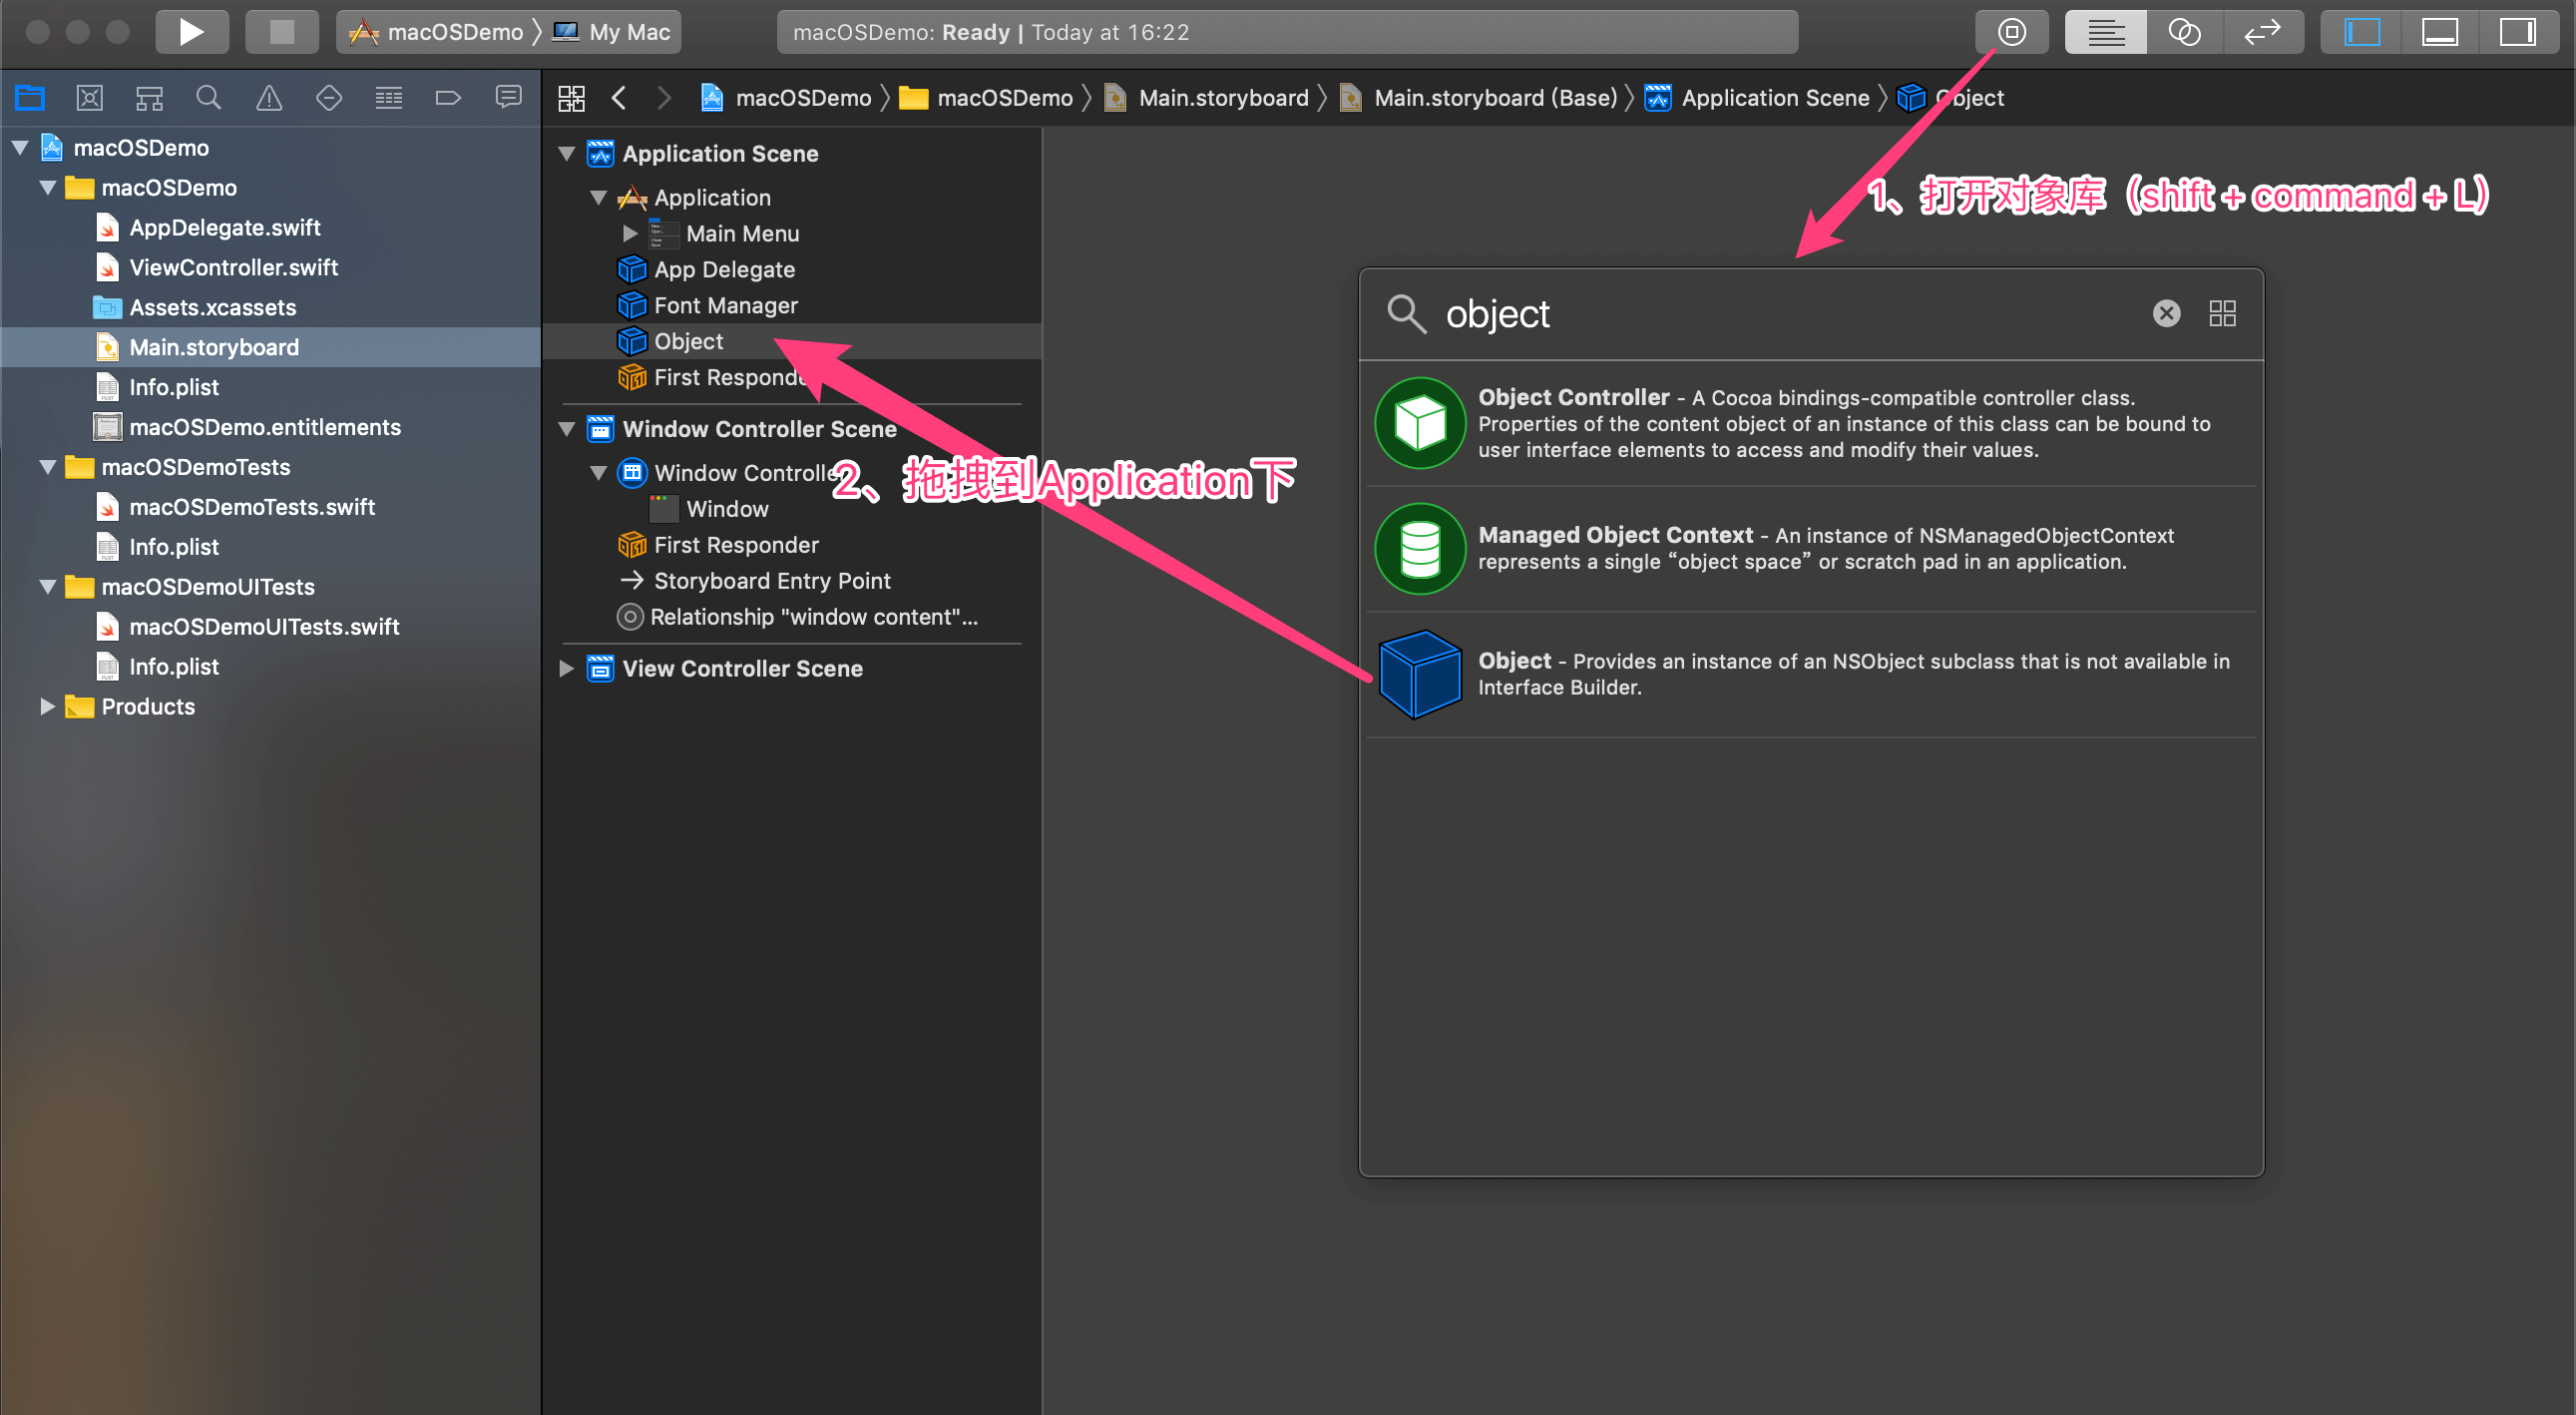 macOSDemo 〉 My Mac
macOSDemo: Ready | Today at 16:22
macOSDemo 〉 macOSDemo 〉 Main.storyboard 〉 Main.storyboard (Base) 〉 Application Scene 〉 Object
macOSDemo
macOSDemo
AppDelegate.swift
ViewController.swift
Assets.xcassets
Main.storyboard
Info.plist
macOSDemo.entitlements
macOSDemoTests
macOSDemoTests.swift
Info.plist
macOSDemoUITests
macOSDemoUITests.swift
Info.plist
Products
Application Scene
Application
Main Menu
App Delegate
Font Manager
Object
First Responde
Window Controller Scene
Window Controlle
Window
First Responder
Storyboard Entry Point
Relationship "window content"...
View Controller Scene
1、打开对象库（shift + command + L）
2、拖拽到Application下
object
Object Controller - A Cocoa bindings-compatible controller class.
Properties of the content object of an instance of this class can be bound to
user interface elements to access and modify their values.
Managed Object Context - An instance of NSManagedObjectContext
represents a single “object space” or scratch pad in an application.
Object - Provides an instance of an NSObject subclass that is not available in
Interface Builder.